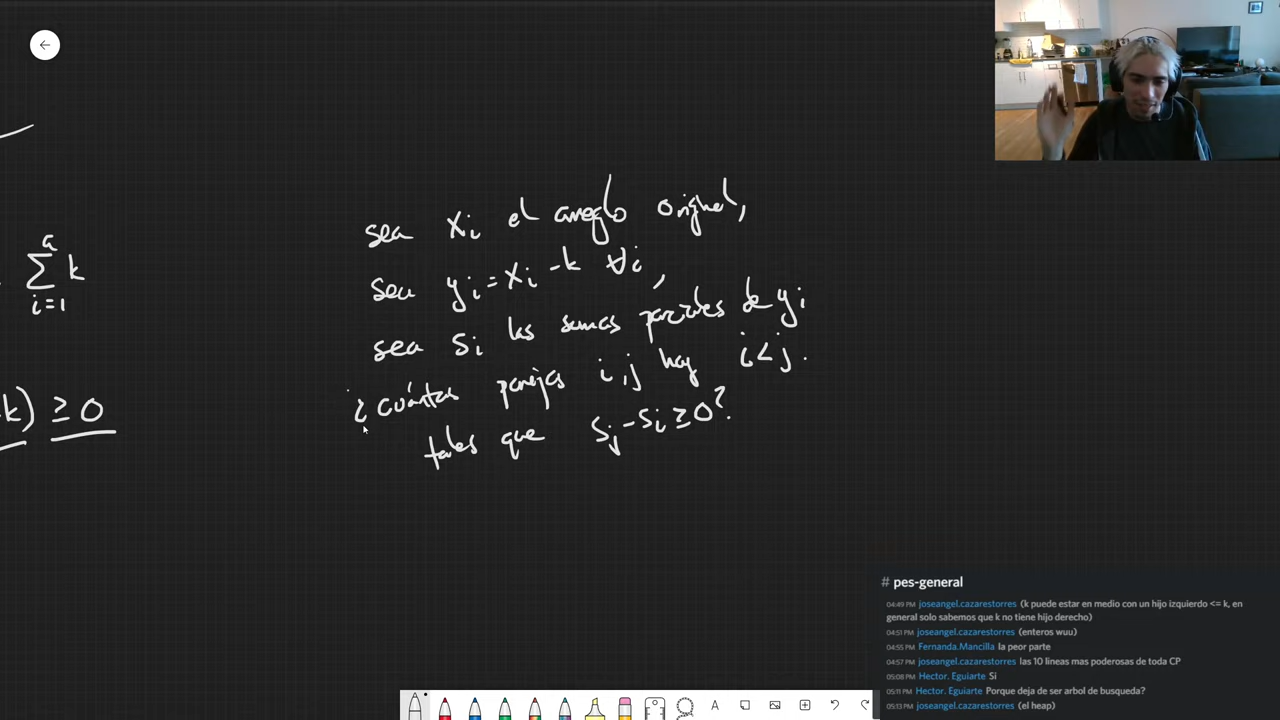 a
∑ k
i=1
k) ≥ 0
sea xi el arreglo original,
sea yi = xi - k ∀i,
sea si las sumas parciales de yi
¿cuántas parejas i,j hay i<j.
tales que sj - si ≥ 0?
# pes-general
04:49 PM joseangel.cazarestorres (k puede estar en medio con un hijo izquierdo <= k, en
general solo sabemos que k no tiene hijo derecho)
04:51 PM joseangel.cazarestorres (enteros wuu)
04:55 PM Fernanda.Mancilla la peor parte
04:57 PM joseangel.cazarestorres las 10 lineas mas poderosas de toda CP
05:08 PM Hector. Eguiarte Si
05:11 PM Hector. Eguiarte Porque deja de ser arbol de busqueda?
05:13 PM joseangel.cazarestorres (el heap)
A